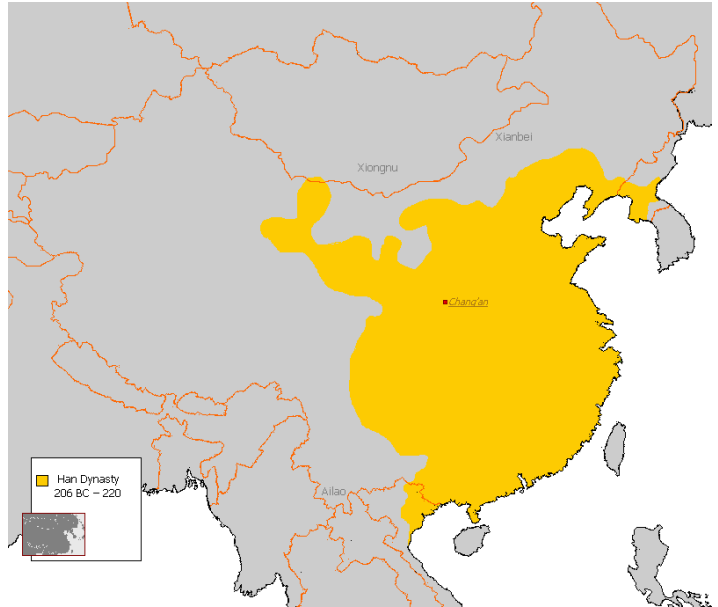 Xianbei
Xiongnu
Chang'an
Ailao
Han Dynasty
206 BC – 220